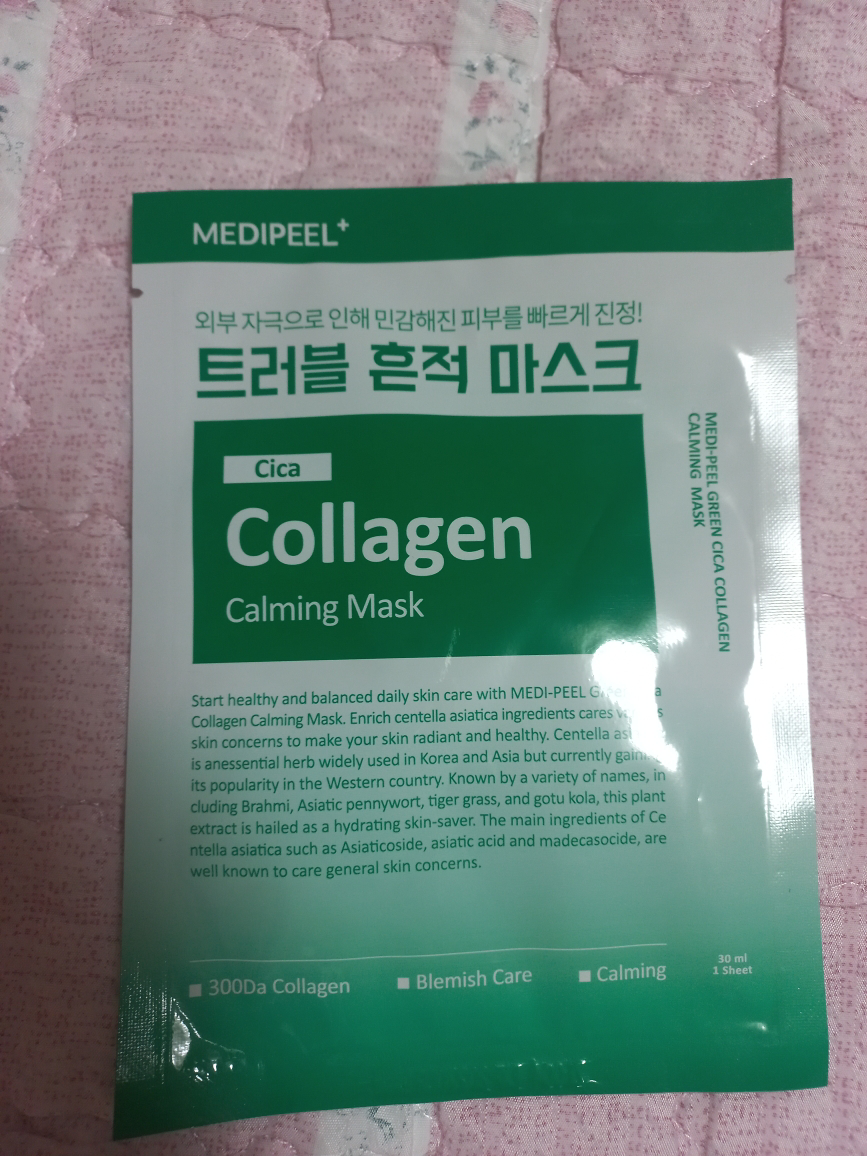 MEDIPEEL+
외부 자극으로 인해 민감해진 피부를 빠르게 진정!
트러블 흔적 마스크
Cica
Collagen
Calming Mask
MEDI-PEEL GREEN CICA COLLAGEN
CALMING MASK
Start healthy and balanced daily skin care with MEDI-PEEL
Collagen Calming Mask. Enrich centella asiatica ingredients cares
skin concerns to make your skin radiant and healthy. Centella
is anessential herb widely used in Korea and Asia but currently
its popularity in the Western country. Known by a variety of names, in
cluding Brahmi, Asiatic pennywort, tiger grass, and gotu kola, this plant
extract is hailed as a hydrating skin-saver. The main ingredients of Ce
ntella asiatica such as Asiaticoside, asiatic acid and madecasocide, are
well known to care general skin concerns.
300Da Collagen
Blemish Care
Calming
30 ml
1 Sheet